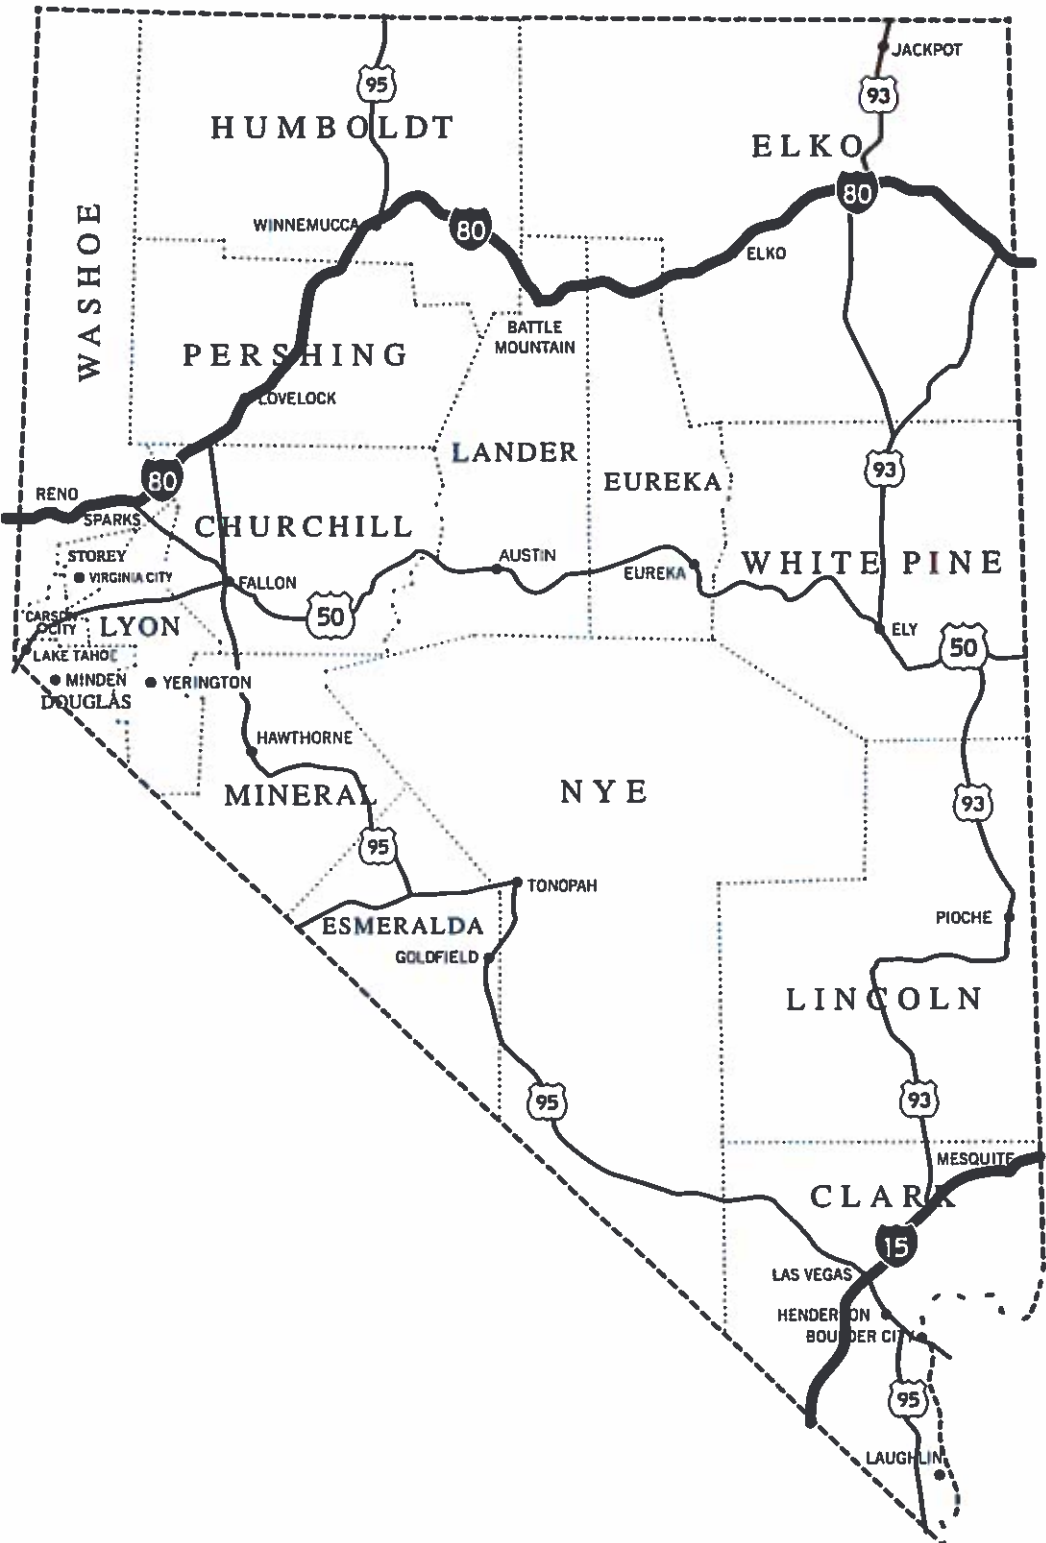 JACKPOT
95
93
HUMBOLDT
ELKO
80
WASHOE
WINNEMUCCA
80
ELKO
BATTLE
MOUNTAIN
PERSHING
LOVELOCK
LANDER
93
80
EUREKA
RENO
SPARKS
CHURCHILL
STOREY
AUSTIN
WHITE PINE
VIRGINIA CITY
EUREKA
FALLON
50
CARSON
CITY
LYON
ELY
50
LAKE TAHOE
MINDEN
YERINGTON
DOUGLAS
HAWTHORNE
NYE
MINERAL
93
95
TONOPAH
PIOCHE
ESMERALDA
GOLDFIELD
LINCOLN
95
93
MESQUITE
CLARK
15
LAS VEGAS
HENDERSON
BOULDER CITY
95
LAUGHLIN